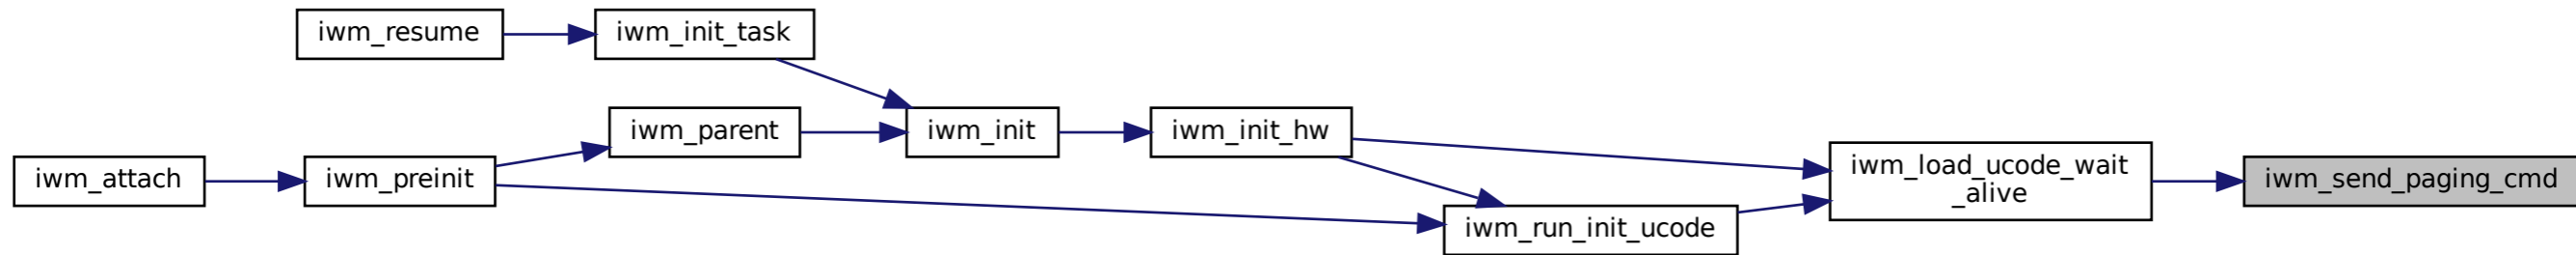 iwm_resume
iwm_init_task
iwm_parent
iwm_init
iwm_init_hw
iwm_attach
iwm_preinit
iwm_load_ucode_wait
_alive
iwm_send_paging_cmd
iwm_run_init_ucode